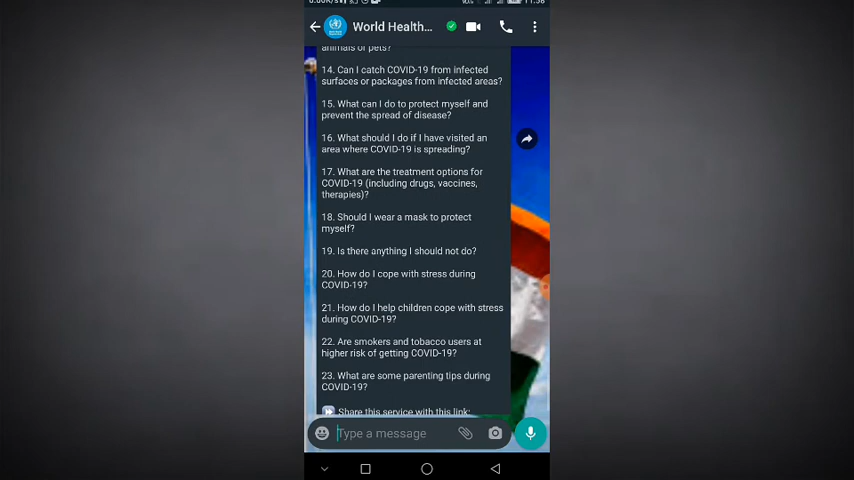 World Health...
animals or pets?
14. Can I catch COVID-19 from infected
surfaces or packages from infected areas?
15. What can I do to protect myself and
prevent the spread of disease?
16. What should I do if I have visited an
area where COVID-19 is spreading?
17. What are the treatment options for
COVID-19 (including drugs, vaccines,
therapies)?
18. Should I wear a mask to protect
myself?
19. Is there anything I should not do?
20. How do I cope with stress during
COVID-19?
21. How do I help children cope with stress
during COVID-19?
22. Are smokers and tobacco users at
higher risk of getting COVID-19?
23. What are some parenting tips during
COVID-19?
Share this service with this link:
Type a message